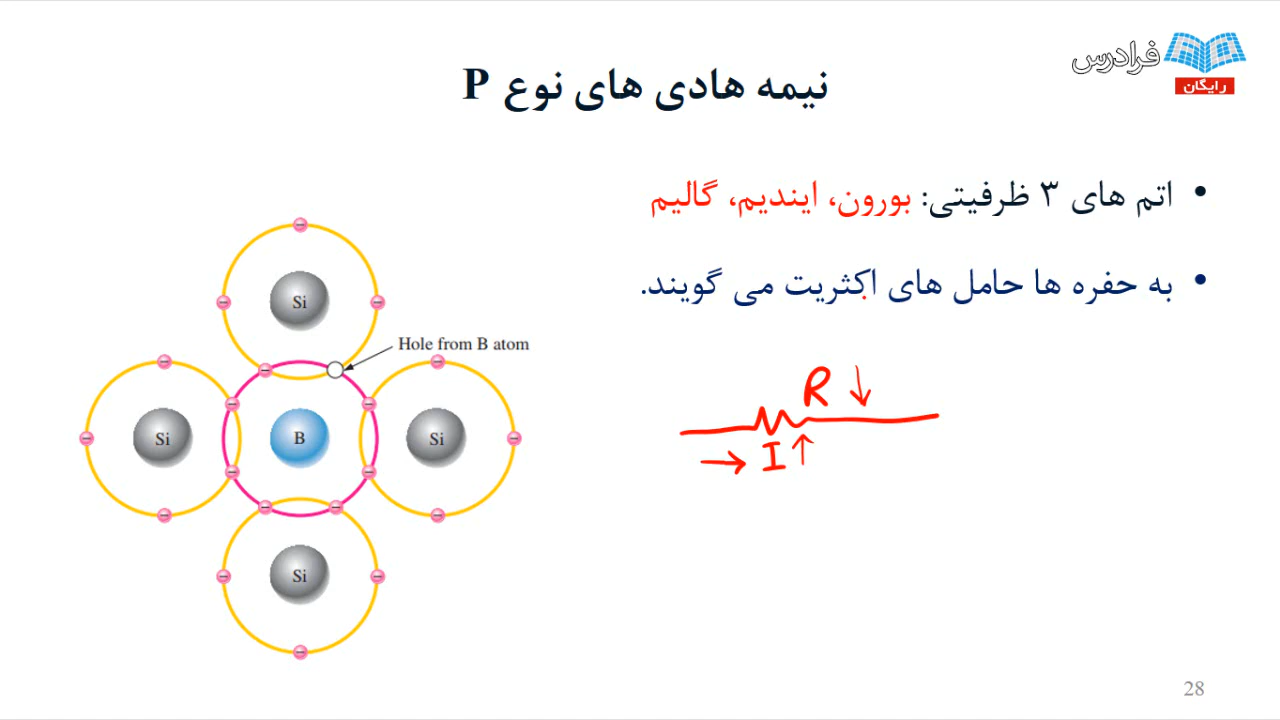 فرادرس
رایگان
نیمه هادی های نوع P
• اتم های ۳ ظرفیتی: بورون، ایندیم، گالیم
• به حفره ها حامل های اکثریت می گویند.
Si
Hole from B atom
Si
B
Si
Si
R ↓
→ I ↑
28